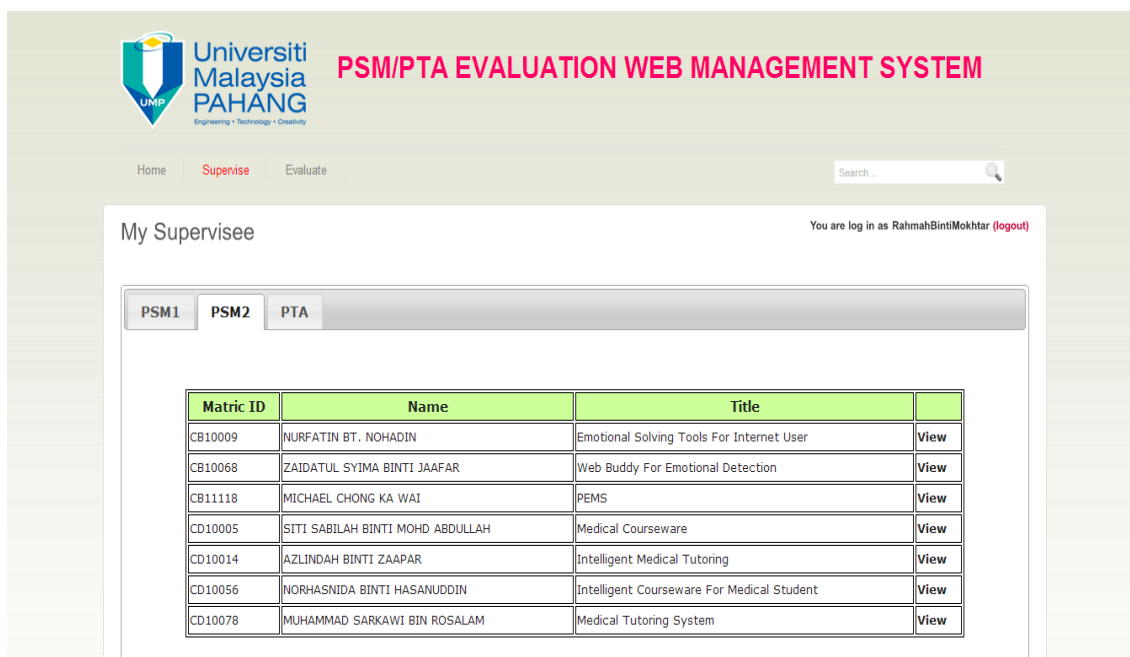 Universiti
Malaysia
PAHANG
Engineering • Technology • Creativity
UMP
PSM/PTA EVALUATION WEB MANAGEMENT SYSTEM
Home Supervise Evaluate Search...
My Supervisee You are log in as RahmahBintiMokhtar (logout)
PSM1 PSM2 PTA
Matric ID Name Title
CB10009 NURFATIN BT. NOHADIN Emotional Solving Tools For Internet User View
CB10068 ZAIDATUL SYIMA BINTI JAAFAR Web Buddy For Emotional Detection View
CB11118 MICHAEL CHONG KA WAI PEMS View
CD10005 SITI SABILAH BINTI MOHD ABDULLAH Medical Courseware View
CD10014 AZLINDAH BINTI ZAAPAR Intelligent Medical Tutoring View
CD10056 NORHASNIDA BINTI HASANUDDIN Intelligent Courseware For Medical Student View
CD10078 MUHAMMAD SARKAWI BIN ROSALAM Medical Tutoring System View